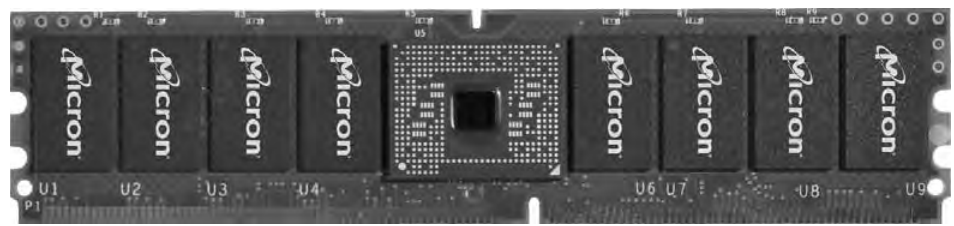 R1 R2 R3 R4 R5 R6 R7 R8 R9
U5
Micron Micron Micron Micron Micron Micron Micron Micron
U1 U2 U3 U4 U6 U7 U8 U9
P1